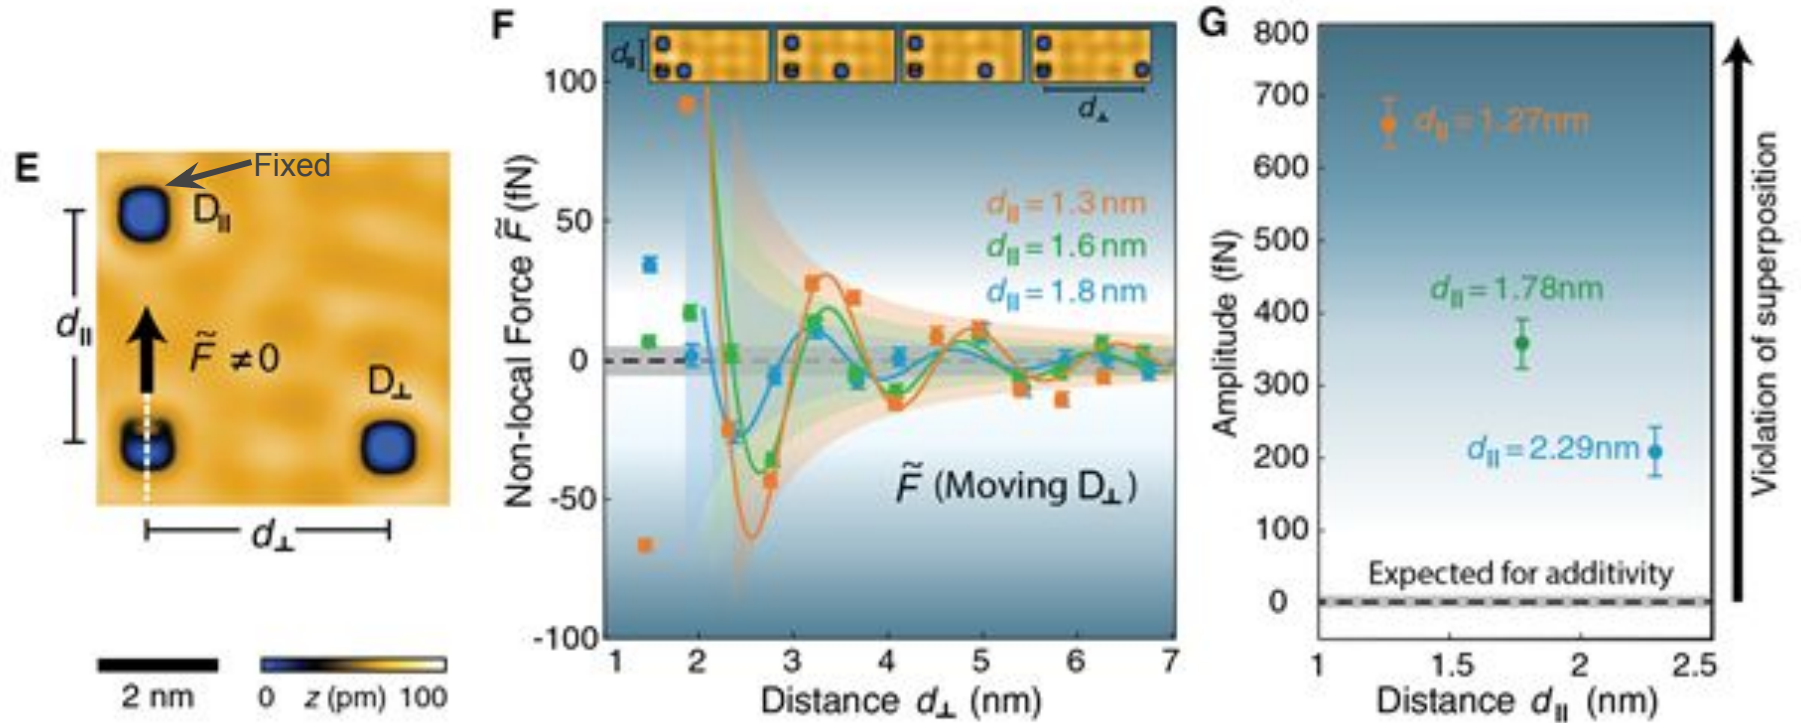 E
Fixed
D∥
d∥
F̃ ≠ 0
D⊥
d⊥
2 nm
0 z (pm) 100
F
Non-local Force F̃ (fN)
100
50
0
-50
-100
d∥
d⊥
d∥ = 1.3 nm
d∥ = 1.6 nm
d∥ = 1.8 nm
F̃ (Moving D⊥)
1 2 3 4 5 6 7
Distance d⊥ (nm)
G
Amplitude (fN)
800
700
600
500
400
300
200
100
0
d∥ = 1.27nm
d∥ = 1.78nm
d∥ = 2.29nm
Expected for additivity
1 1.5 2 2.5
Distance d∥ (nm)
Violation of superposition